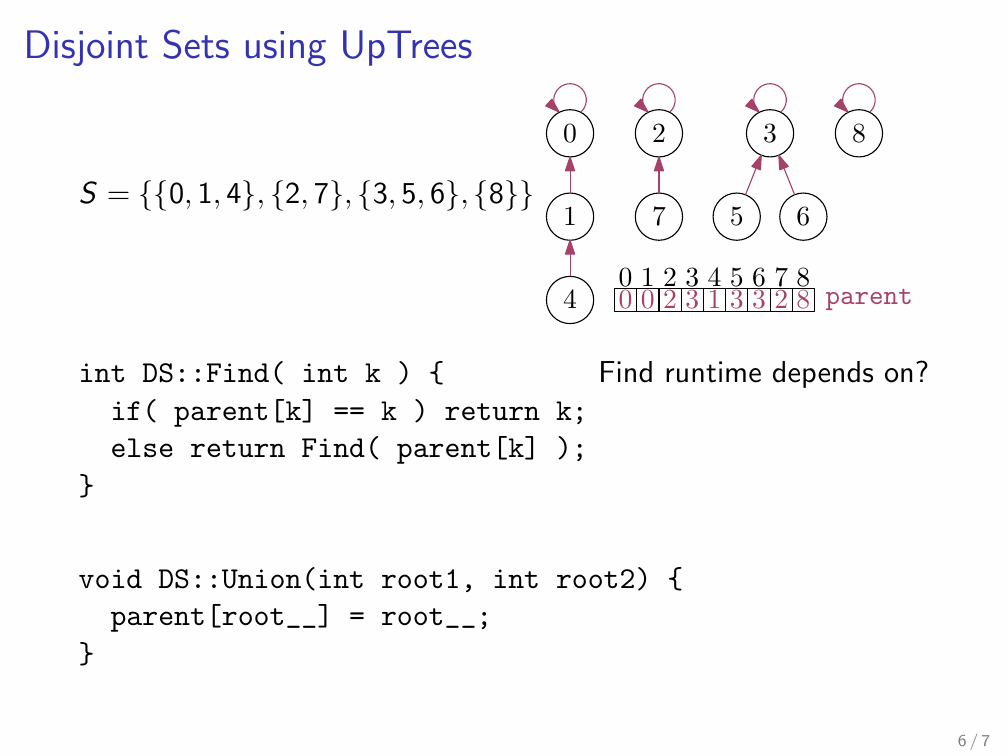 Disjoint Sets using UpTrees
0 2 3 8
S = {{0, 1, 4}, {2, 7}, {3, 5, 6}, {8}}
1 7 5 6
4
0 1 2 3 4 5 6 7 8
0 0 2 3 1 3 3 2 8 parent
int DS::Find( int k ) {
Find runtime depends on?
  if( parent[k] == k ) return k;
  else return Find( parent[k] );
}
void DS::Union(int root1, int root2) {
  parent[root__] = root__;
}
6 / 7